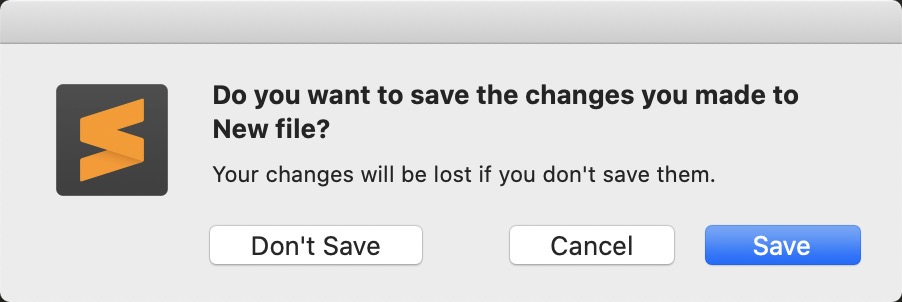 Do you want to save the changes you made to
New file?
Your changes will be lost if you don't save them.
Don't Save
Cancel
Save